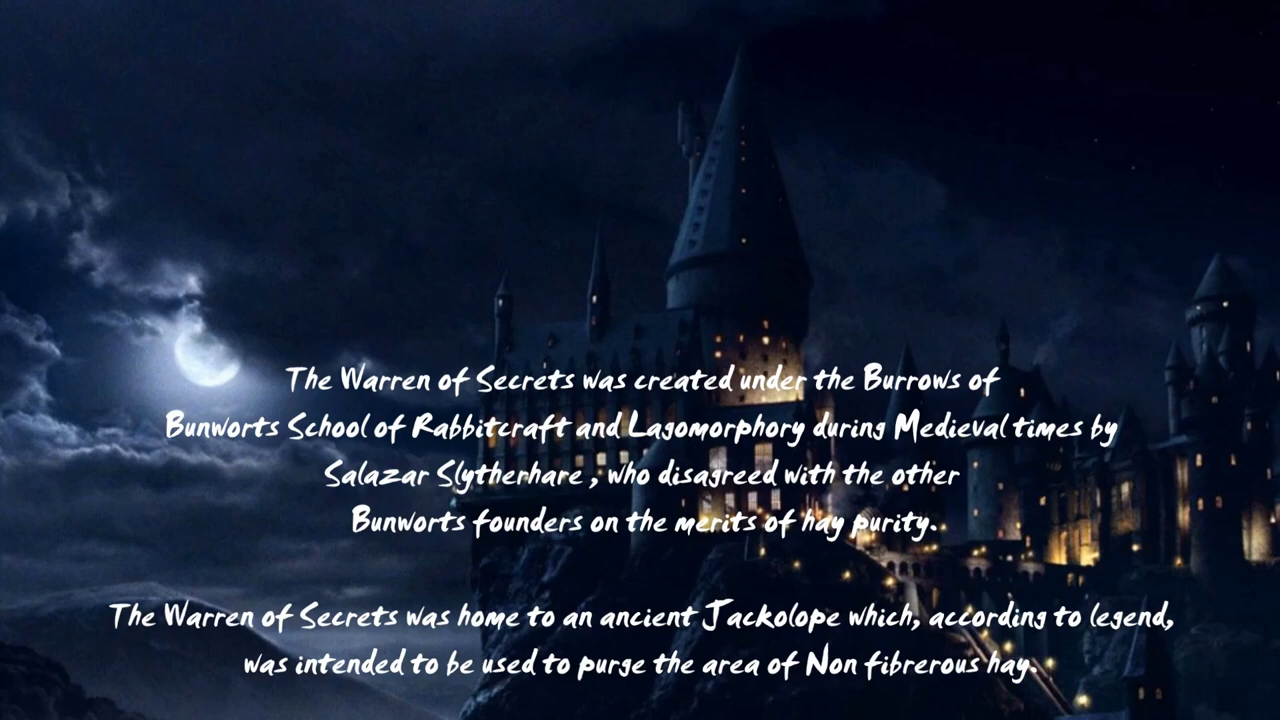 The Warren of Secrets was created under the Burrows of
Bunworts School of Rabbitcraft and Lagomorphory during Medieval times by
Salazar Slytherhare , who disagreed with the other
Bunworts founders on the merits of hay purity.
The Warren of Secrets was home to an ancient Jackolope which, according to legend,
was intended to be used to purge the area of Non fibrerous hay.